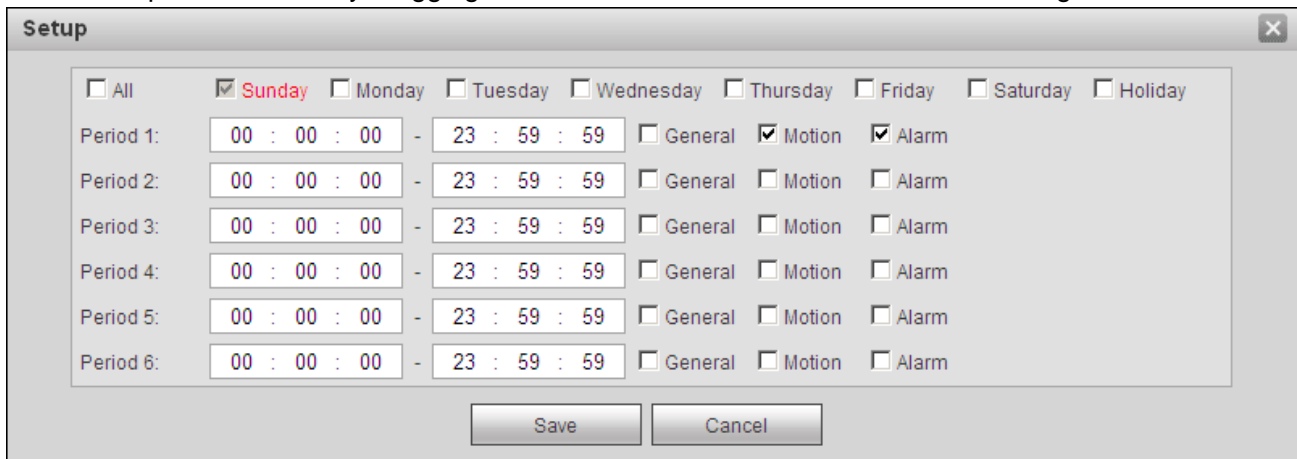 Setup
All Sunday Monday Tuesday Wednesday Thursday Friday Saturday Holiday
Period 1: 00 : 00 : 00 - 23 : 59 : 59 General Motion Alarm
Period 2: 00 : 00 : 00 - 23 : 59 : 59 General Motion Alarm
Period 3: 00 : 00 : 00 - 23 : 59 : 59 General Motion Alarm
Period 4: 00 : 00 : 00 - 23 : 59 : 59 General Motion Alarm
Period 5: 00 : 00 : 00 - 23 : 59 : 59 General Motion Alarm
Period 6: 00 : 00 : 00 - 23 : 59 : 59 General Motion Alarm
Save Cancel